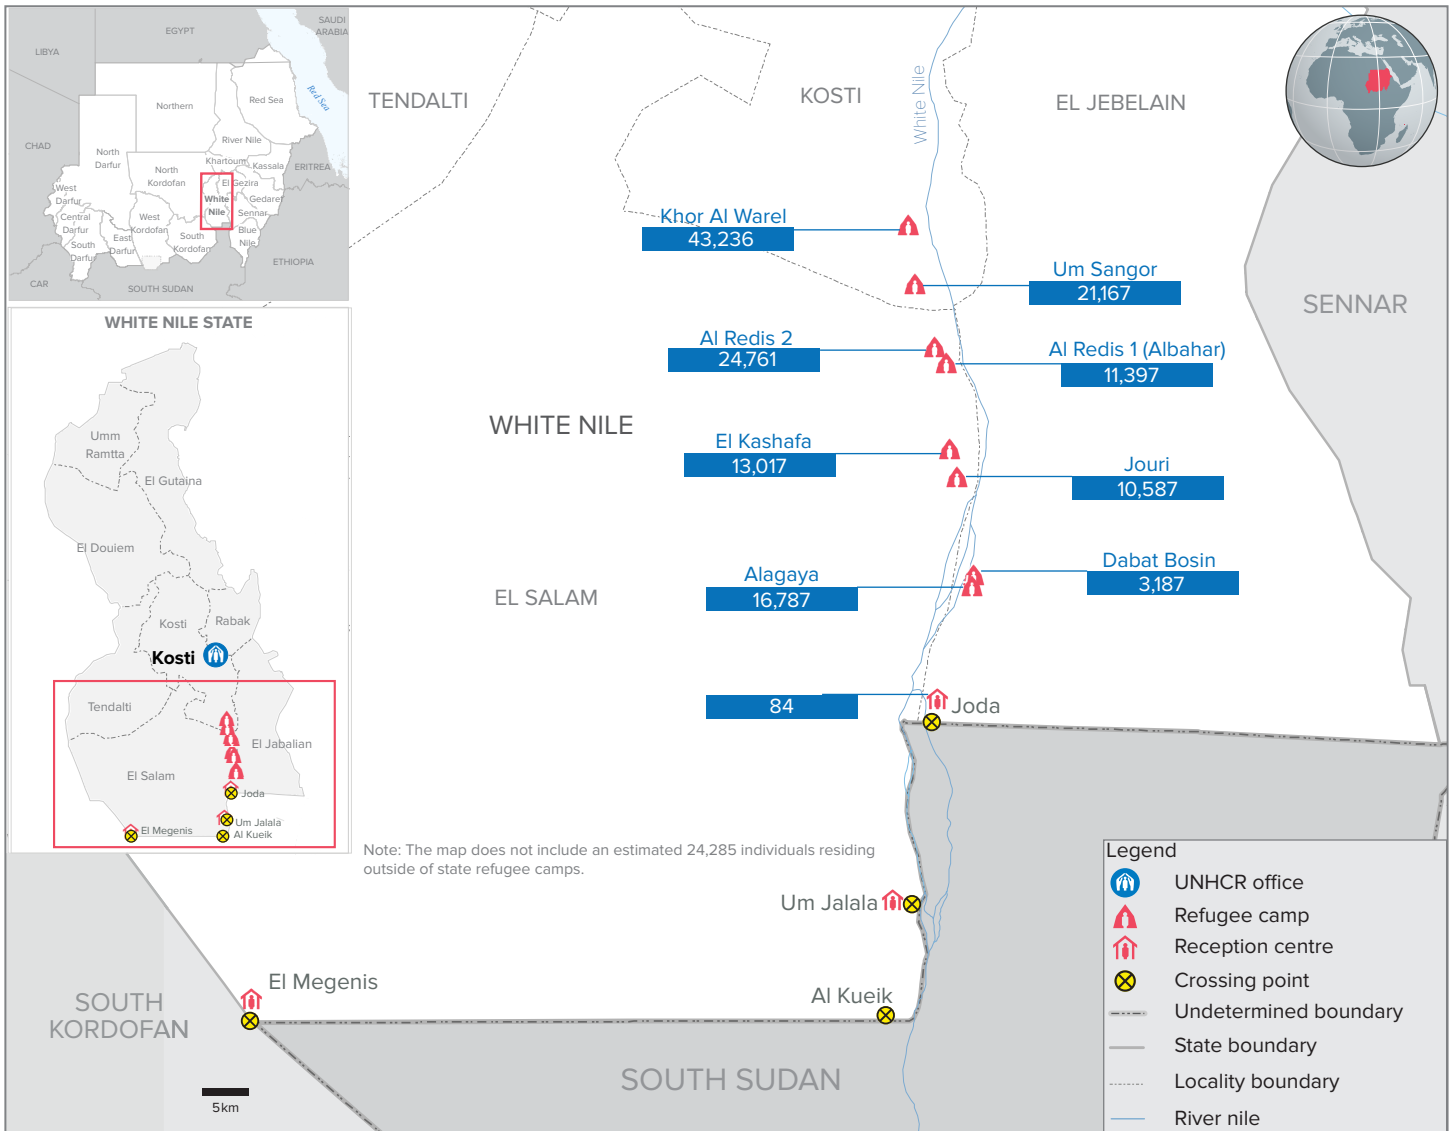 LIBYA
EGYPT
SAUDI
ARABIA
Red Sea
Northern
Red Sea
CHAD
River Nile
North
Darfur
Khartoum
Kassala
ERITREA
North
Kordofan
El Gezira
West
Darfur
White
Nile
Gedaref
Central
Darfur
West
Kordofan
Sennar
South
Darfur
East
Darfur
South
Kordofan
Blue
Nile
ETHIOPIA
CAR
SOUTH SUDAN
WHITE NILE STATE
Umm
Ramtta
El Gutaina
El Douiem
Kosti
Rabak
Kosti
Tendalti
El Jabalian
El Salam
Joda
Um Jalala
El Megenis
Al Kueik
TENDALTI
KOSTI
White Nile
EL JEBELAIN
SENNAR
Khor Al Warel
43,236
Um Sangor
21,167
Al Redis 2
24,761
Al Redis 1 (Albahar)
11,397
WHITE NILE
El Kashafa
13,017
Jouri
10,587
EL SALAM
Alagaya
16,787
Dabat Bosin
3,187
84
Joda
Note: The map does not include an estimated 24,285 individuals residing
outside of state refugee camps.
Um Jalala
El Megenis
Al Kueik
SOUTH
KORDOFAN
SOUTH SUDAN
5km
Legend
UNHCR office
Refugee camp
Reception centre
Crossing point
Undetermined boundary
State boundary
Locality boundary
River nile